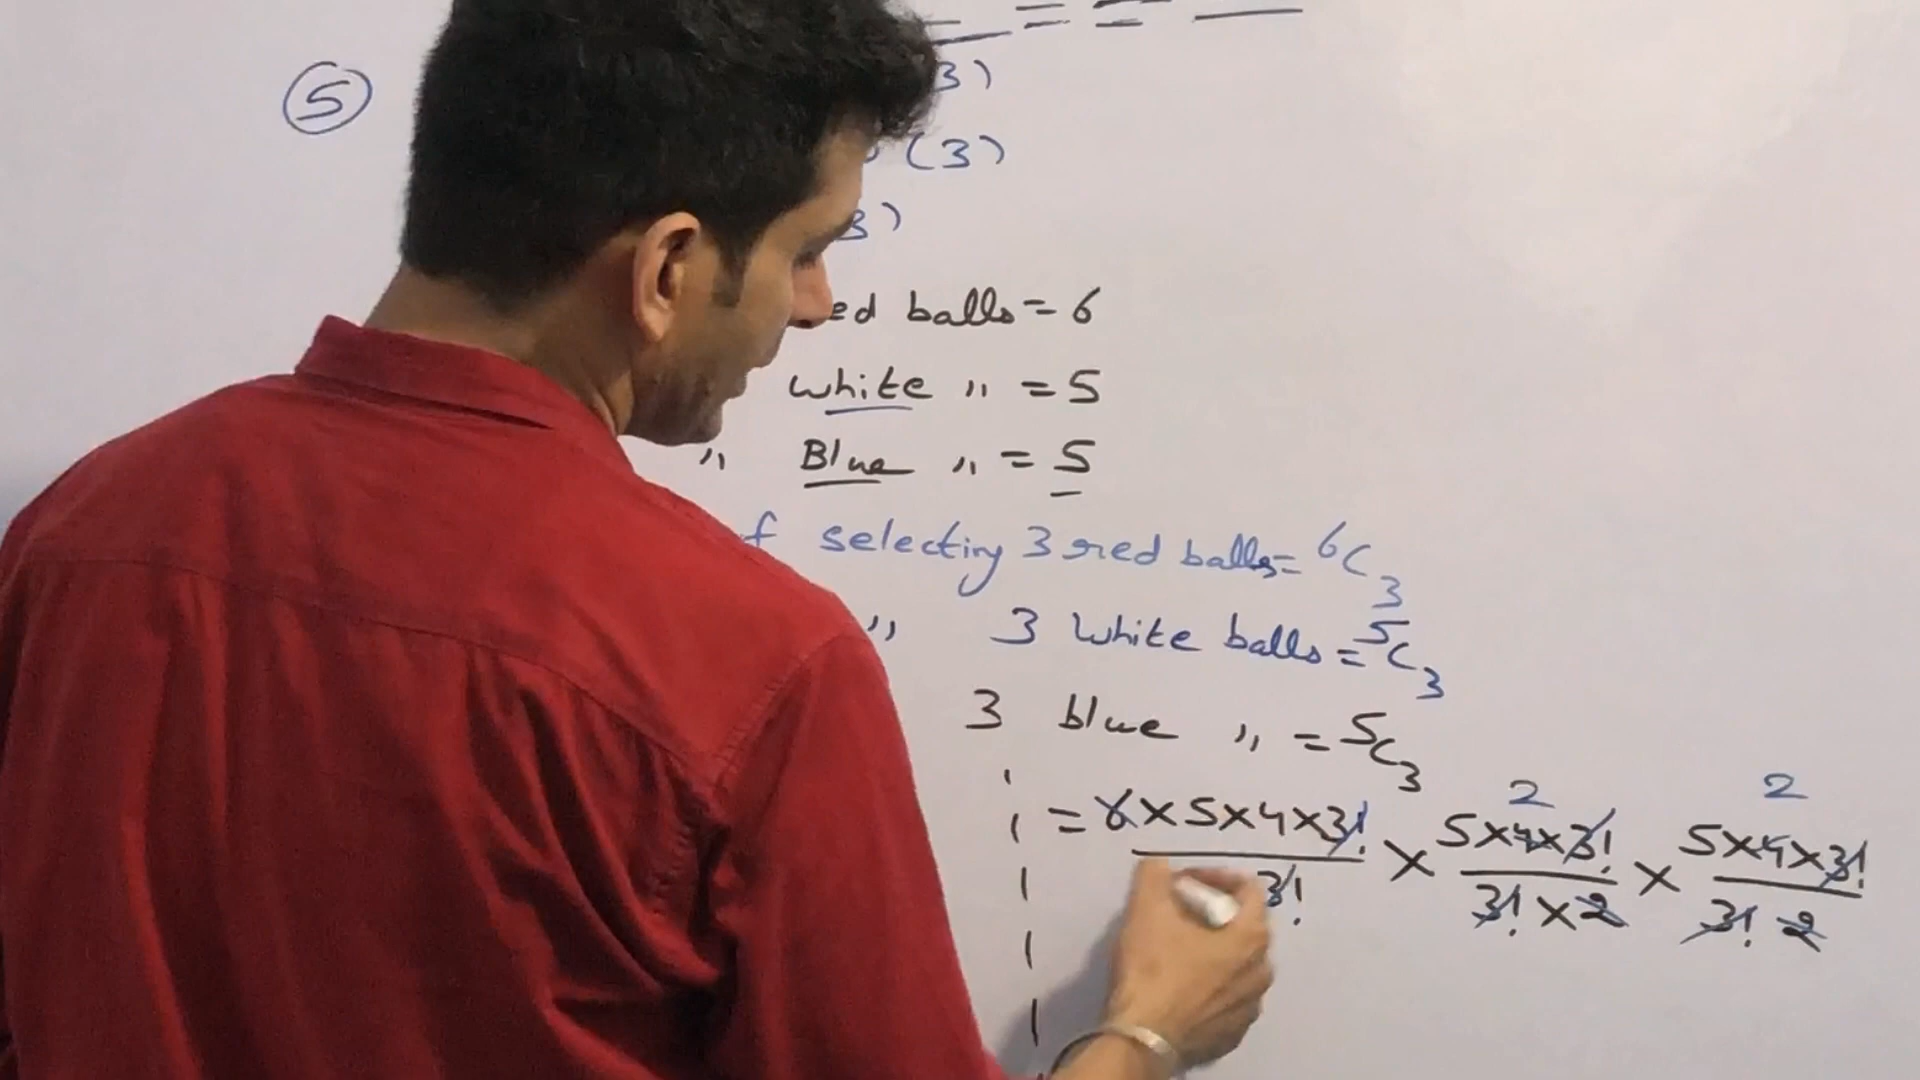 5
3)
(3)
3)
ed balls = 6
white " = 5
" Blue " = 5
f selecting 3 red balls = ⁶C₃
" 3 white balls = ⁵C₃
3 blue " = ⁵C₃
2 2
= 6×5×4×3! × 5×4×3! × 5×4×3!
3! 3!×2 3! 2